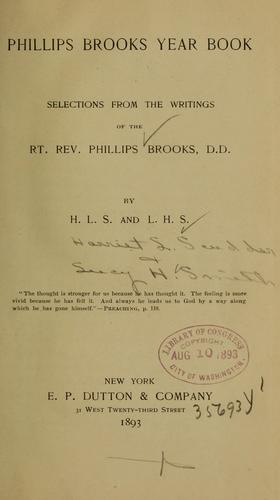 PHILLIPS BROOKS YEAR BOOK
SELECTIONS FROM THE WRITINGS
OF THE
RT. REV. PHILLIPS BROOKS, D.D.
BY
H. L. S. AND L. H. S.
Harriet L. Scudder
+
Lucy H. Smith
"The thought is stronger for us because he has thought it. The feeling is more
vivid because he has felt it. And always he leads us to God by a way along
which he has gone himself."—PREACHING, p. 118.
LIBRARY OF CONGRESS
COPYRIGHT
AUG 10 1893
CITY OF WASHINGTON
NEW YORK
E. P. DUTTON & COMPANY
31 WEST TWENTY-THIRD STREET
35693 Y'
1893